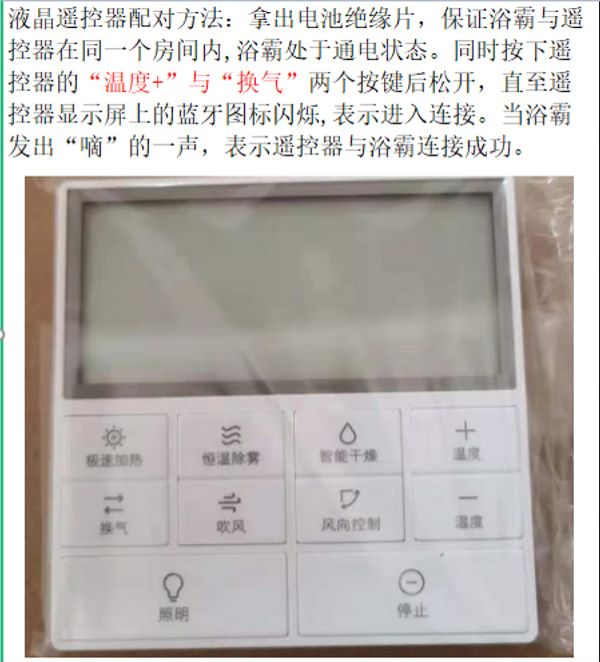 液晶遥控器配对方法：拿出电池绝缘片，保证浴霸与遥
控器在同一个房间内,浴霸处于通电状态。同时按下遥
控器的“温度+”与“换气”两个按键后松开，直至遥
控器显示屏上的蓝牙图标闪烁,表示进入连接。当浴霸
发出“嘀”的一声，表示遥控器与浴霸连接成功。
极速加热 恒温除雾 智能干燥 温度
换气 吹风 风向控制 温度
照明 停止